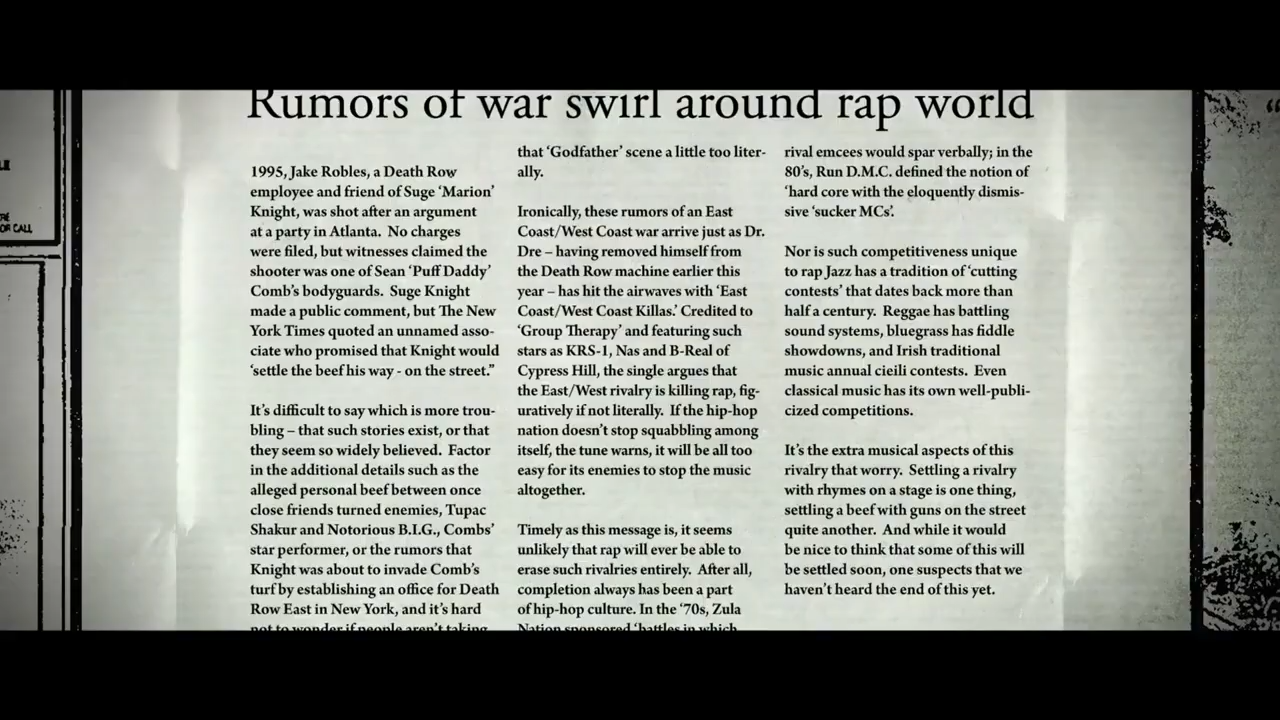 Rumors of war swirl around rap world
1995, Jake Robles, a Death Row
employee and friend of Suge ‘Marion’
Knight, was shot after an argument
at a party in Atlanta. No charges
were filed, but witnesses claimed the
shooter was one of Sean ‘Puff Daddy’
Comb’s bodyguards. Suge Knight
made a public comment, but The New
York Times quoted an unnamed asso-
ciate who promised that Knight would
‘settle the beef his way - on the street.”
It’s difficult to say which is more trou-
bling – that such stories exist, or that
they seem so widely believed. Factor
in the additional details such as the
alleged personal beef between once
close friends turned enemies, Tupac
Shakur and Notorious B.I.G., Combs’
star performer, or the rumors that
Knight was about to invade Comb’s
turf by establishing an office for Death
Row East in New York, and it’s hard
not to wonder if people aren’t taking
that ‘Godfather’ scene a little too liter-
ally.
Ironically, these rumors of an East
Coast/West Coast war arrive just as Dr.
Dre – having removed himself from
the Death Row machine earlier this
year – has hit the airwaves with ‘East
Coast/West Coast Killas.’ Credited to
‘Group Therapy’ and featuring such
stars as KRS-1, Nas and B-Real of
Cypress Hill, the single argues that
the East/West rivalry is killing rap, fig-
uratively if not literally. If the hip-hop
nation doesn’t stop squabbling among
itself, the tune warns, it will be all too
easy for its enemies to stop the music
altogether.
Timely as this message is, it seems
unlikely that rap will ever be able to
erase such rivalries entirely. After all,
completion always has been a part
of hip-hop culture. In the ‘70s, Zula
Nation sponsored ‘battles in which
rival emcees would spar verbally; in the
80’s, Run D.M.C. defined the notion of
‘hard core with the eloquently dismis-
sive ‘sucker MCs’.
Nor is such competitiveness unique
to rap Jazz has a tradition of ‘cutting
contests’ that dates back more than
half a century. Reggae has battling
sound systems, bluegrass has fiddle
showdowns, and Irish traditional
music annual cieili contests. Even
classical music has its own well-publi-
cized competitions.
It’s the extra musical aspects of this
rivalry that worry. Settling a rivalry
with rhymes on a stage is one thing,
settling a beef with guns on the street
quite another. And while it would
be nice to think that some of this will
be settled soon, one suspects that we
haven’t heard the end of this yet.
OR CALL